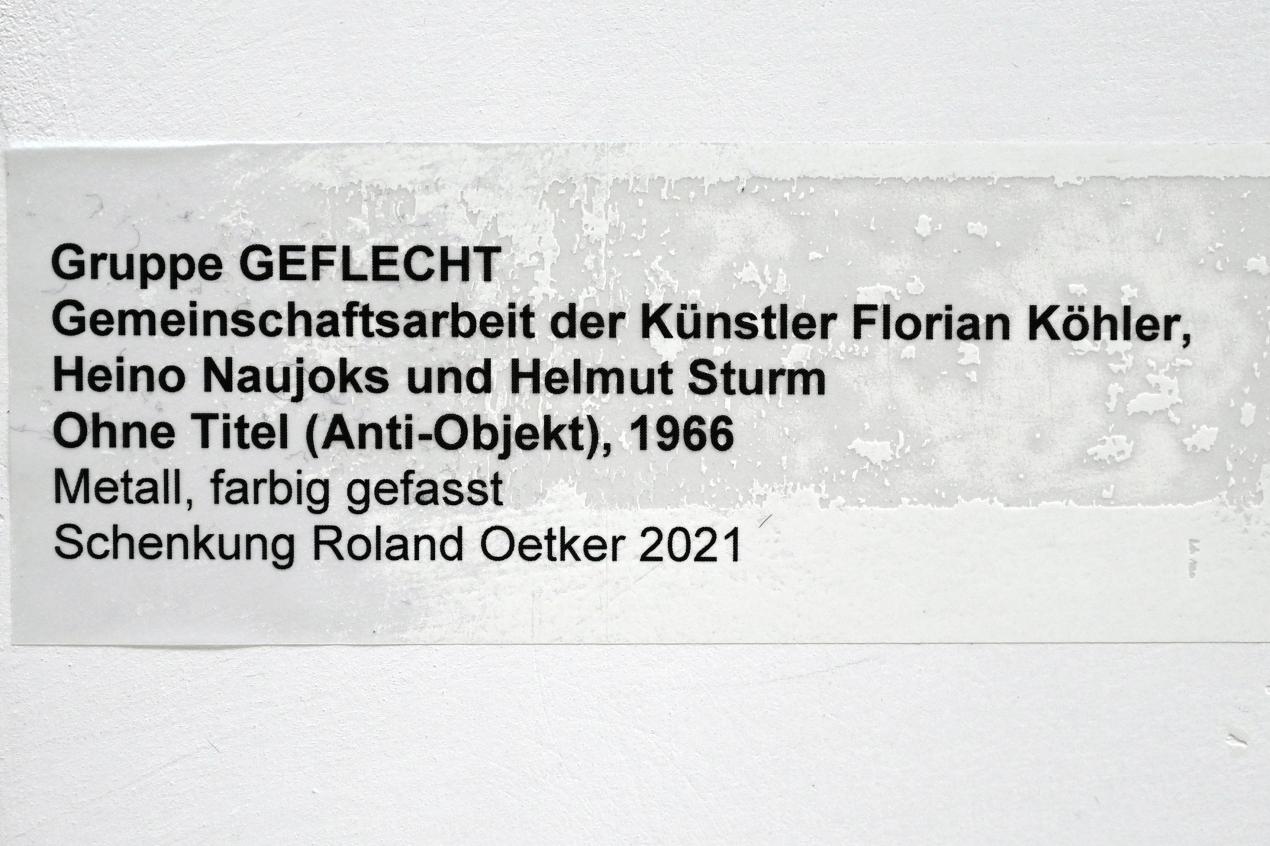 Gruppe GEFLECHT
Gemeinschaftsarbeit der Künstler Florian Köhler,
Heino Naujoks und Helmut Sturm
Ohne Titel (Anti-Objekt), 1966
Metall, farbig gefasst
Schenkung Roland Oetker 2021